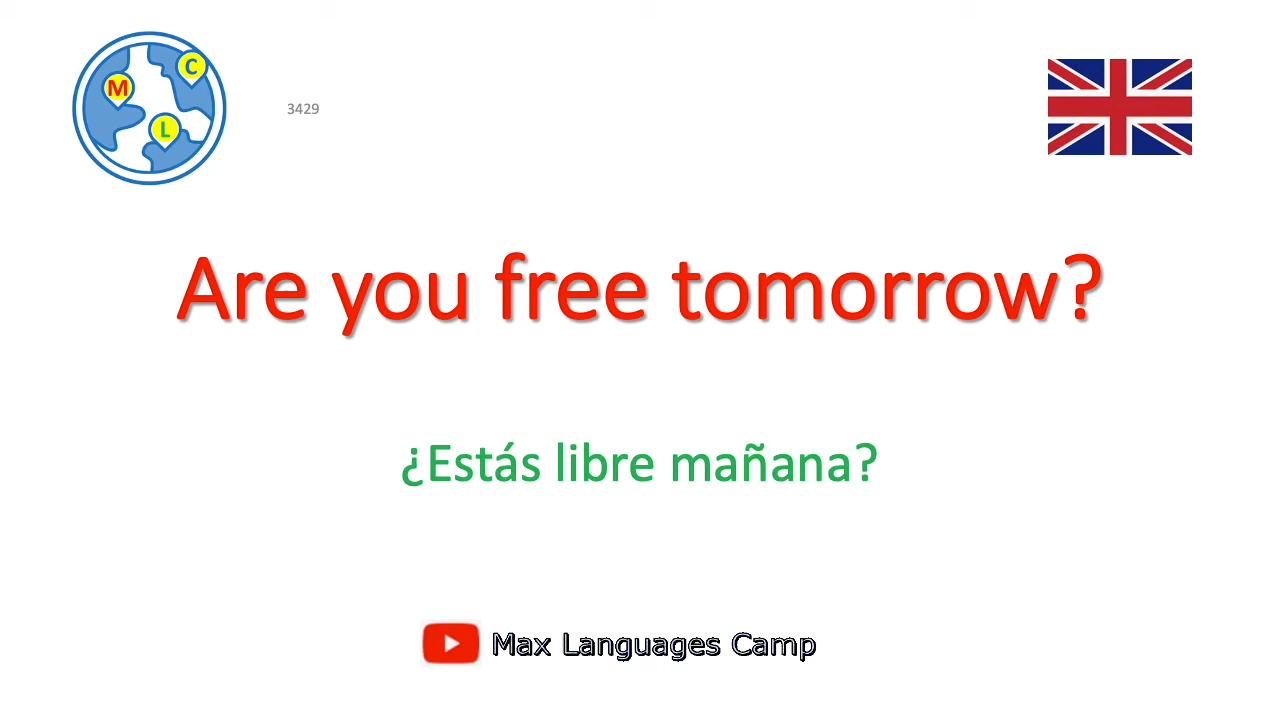 C
M
L
3429
Are you free tomorrow?
¿Estás libre mañana?
Max Languages Camp